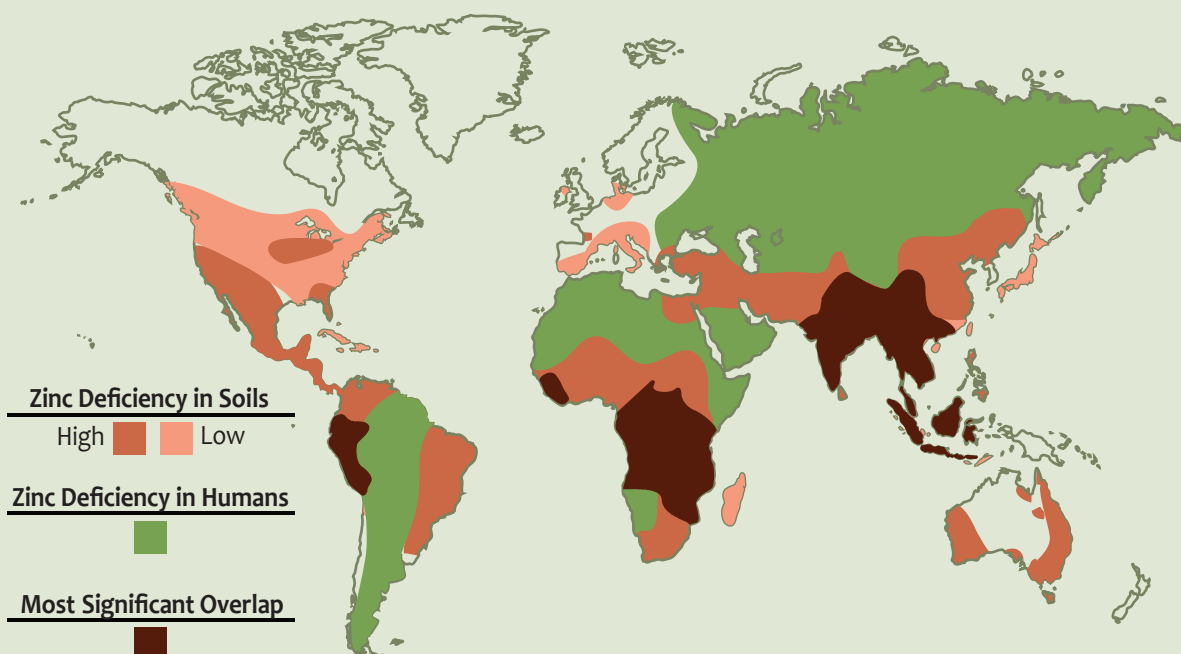 Zinc Deficiency in Soils
High Low
Zinc Deficiency in Humans
Most Significant Overlap